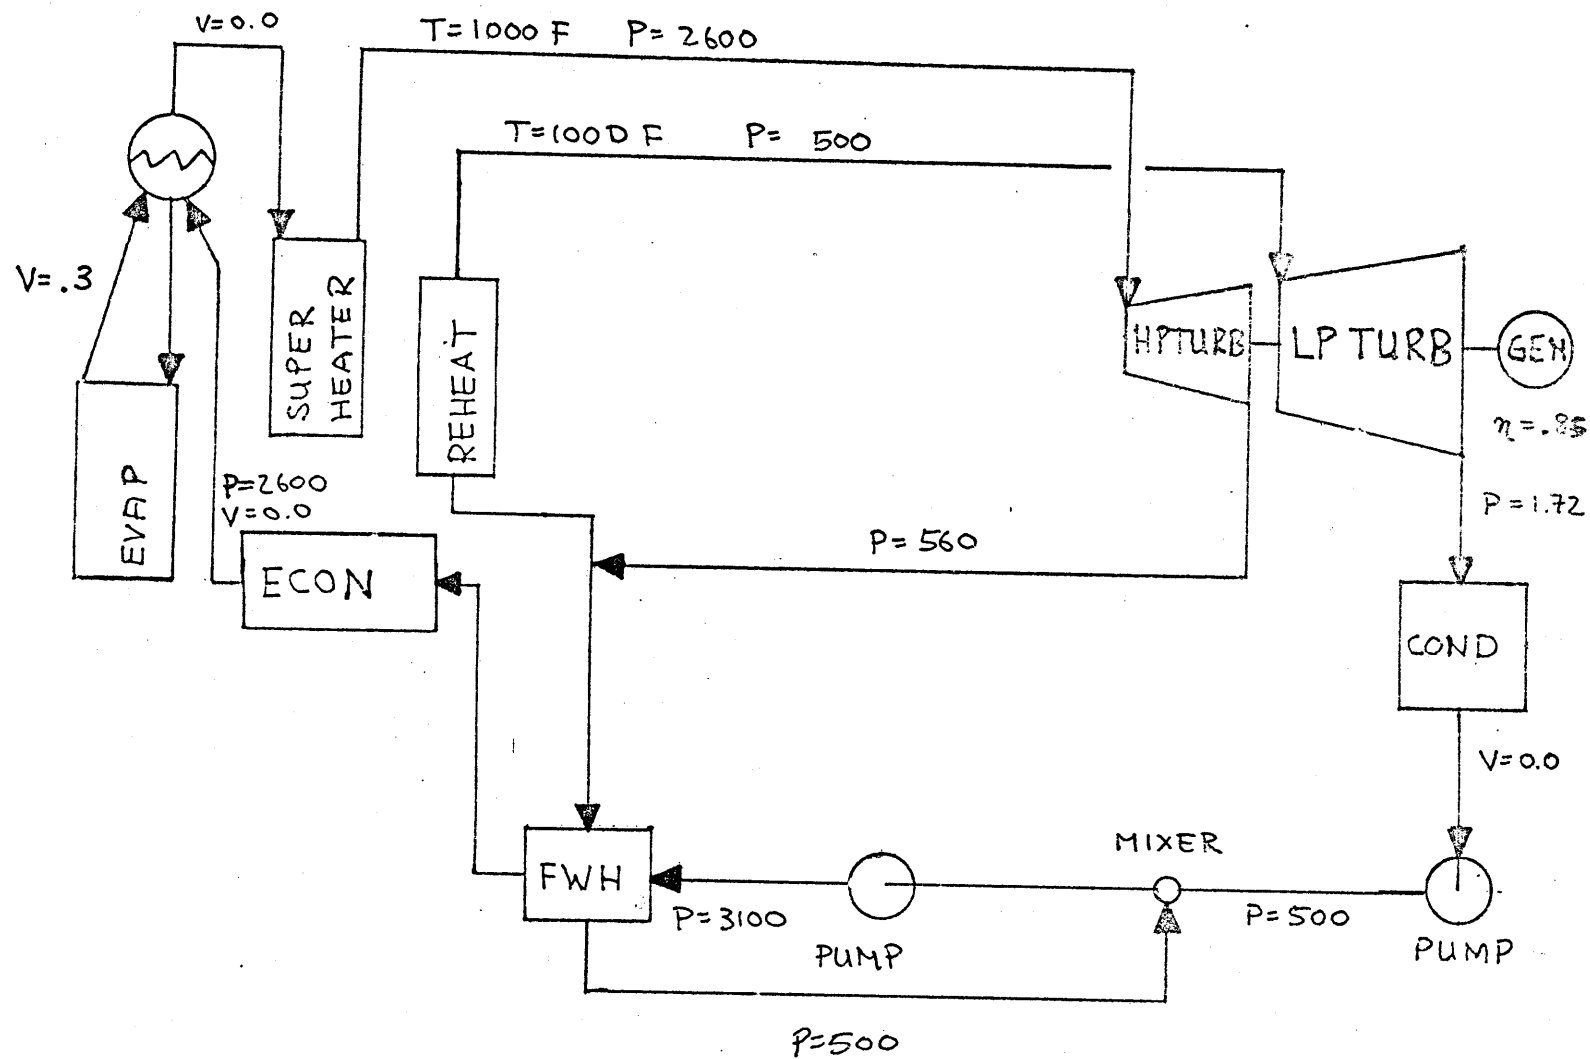 V=0.0
T=1000 F P= 2600
T=100D F P= 500
V=.3
SUPER
HEATER
REHEAT
HPTURB
LP TURB
GEN
η=.85
EVAP
P=2600
V=0.0
ECON
P= 560
P=1.72
COND
V=0.0
MIXER
FWH
P=3100
P=500
PUMP
PUMP
P=500